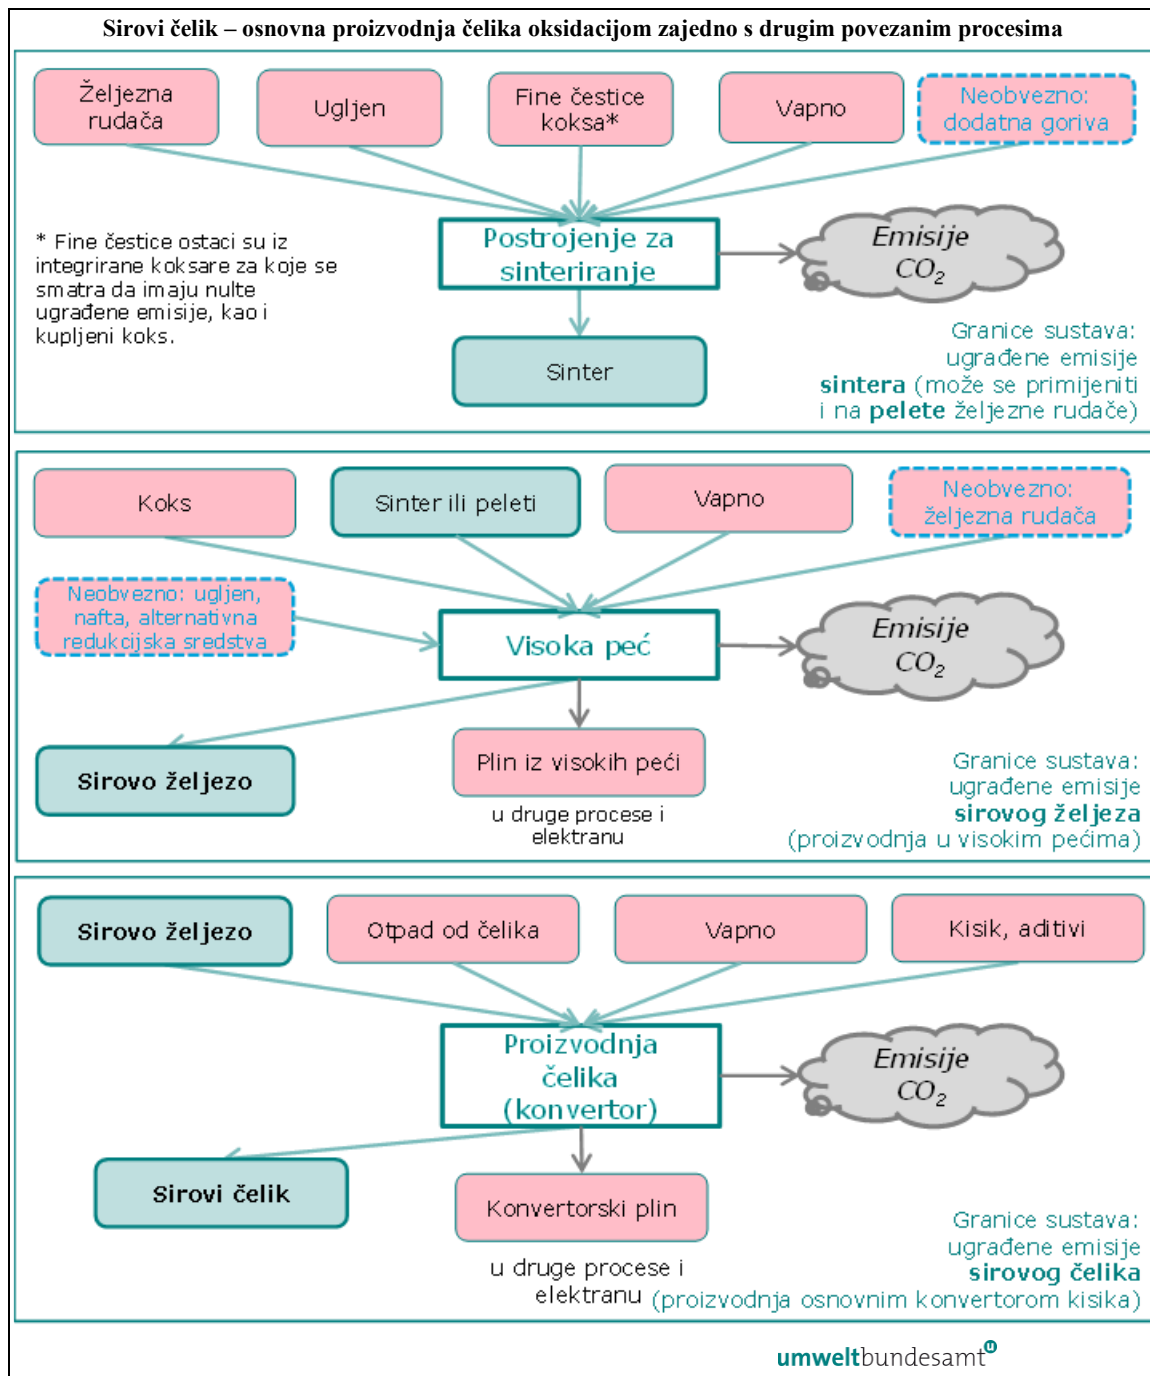 Sirovi čelik – osnovna proizvodnja čelika oksidacijom zajedno s drugim povezanim procesima
Željezna
rudača
Ugljen
Fine čestice
koksa*
Vapno
Neobvezno:
dodatna goriva
* Fine čestice ostaci su iz
integrirane koksare za koje se
smatra da imaju nulte
ugrađene emisije, kao i
kupljeni koks.
Postrojenje za
sinteriranje
Emisije
CO2
Sinter
Granice sustava:
ugrađene emisije
sintera (može se primijeniti
i na pelete željezne rudače)
Koks
Sinter ili peleti
Vapno
Neobvezno:
željezna rudača
Neobvezno: ugljen,
nafta, alternativna
redukcijska sredstva
Visoka peć
Emisije
CO2
Sirovo željezo
Plin iz visokih peći
u druge procese i
elektranu
Granice sustava:
ugrađene emisije
sirovog željeza
(proizvodnja u visokim pećima)
Sirovo željezo
Otpad od čelika
Vapno
Kisik, aditivi
Proizvodnja
čelika
(konvertor)
Emisije
CO2
Sirovi čelik
Konvertorski plin
u druge procese i
elektranu
Granice sustava:
ugrađene emisije
sirovog čelika
(proizvodnja osnovnim konvertorom kisika)
umweltbundesamt